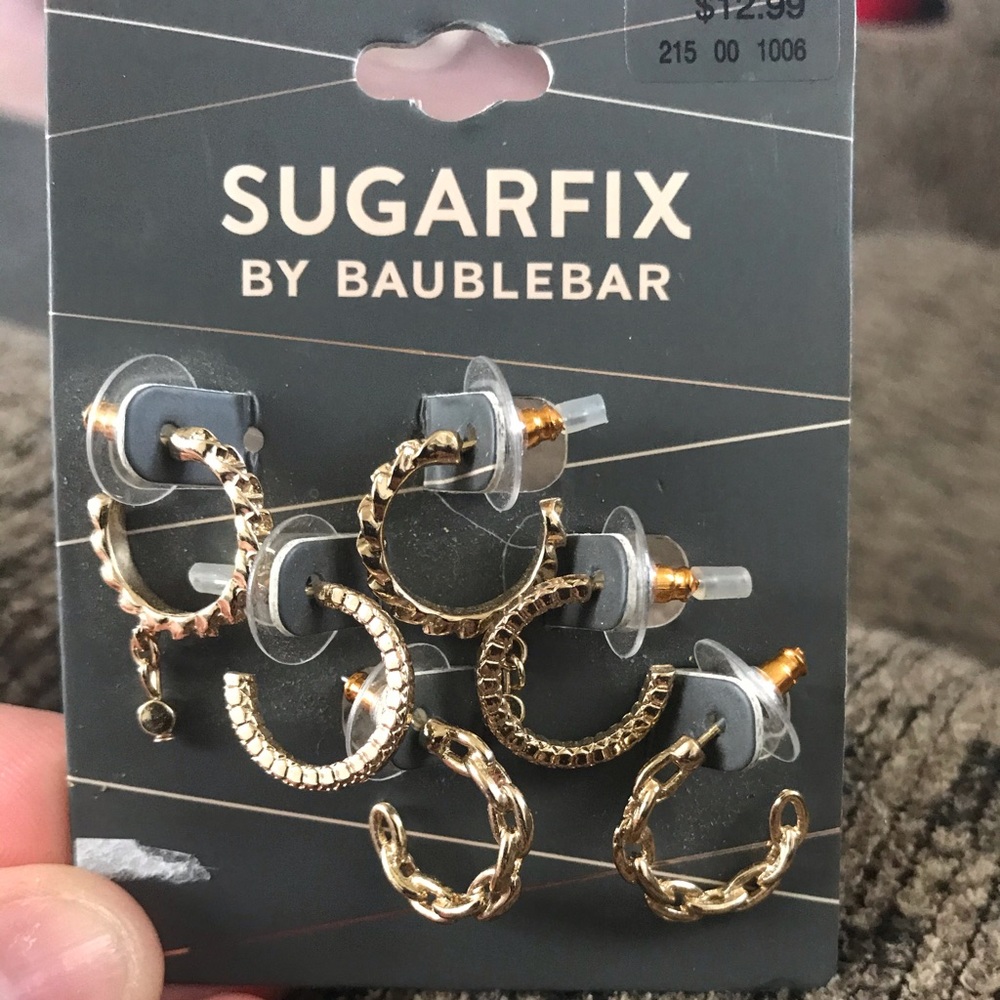 $12.99
215 00 1006
SUGARFIX
BY BAUBLEBAR